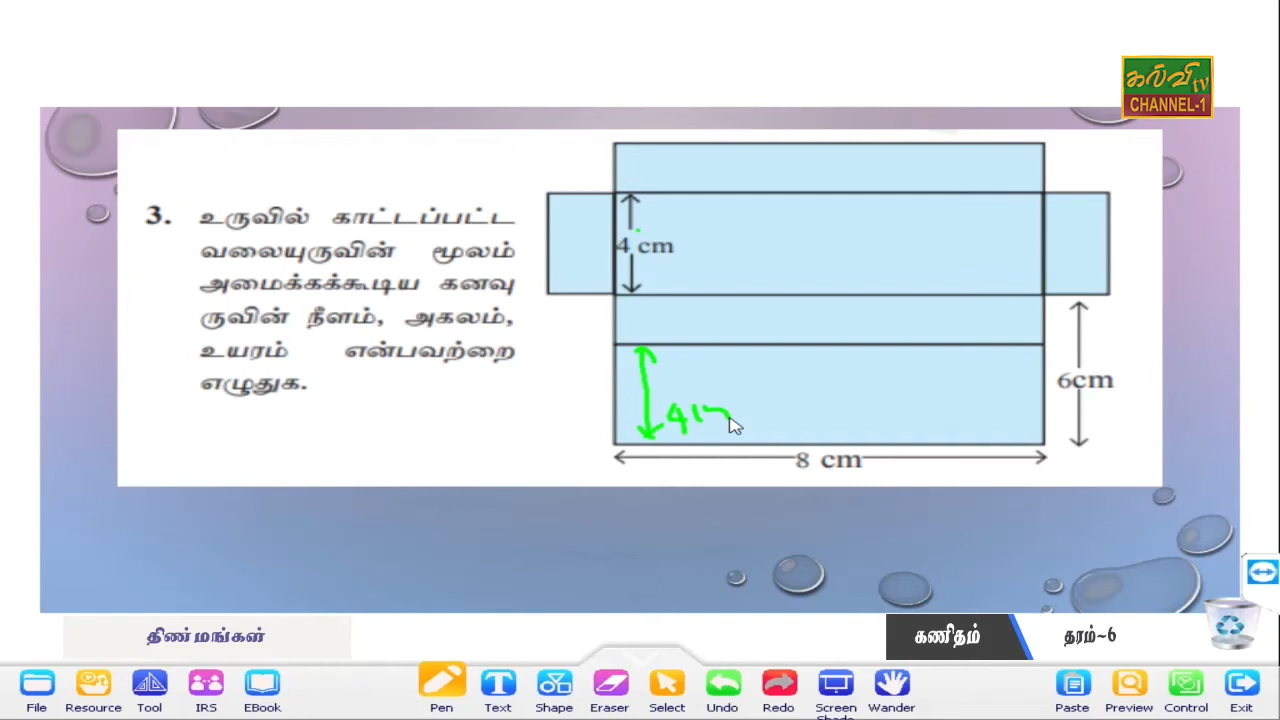 கல்வி tv
CHANNEL-1
3. உருவில் காட்டப்பட்ட
வலையுருவின் மூலம்
அமைக்கக்கூடிய கனவு
ருவின் நீளம், அகலம்,
உயரம் என்பவற்றை
எழுதுக.
4 cm
6cm
8 cm
திண்மங்கள்
கணிதம்
தரம்-6
File
Resource
Tool
IRS
EBook
Pen
Text
Shape
Eraser
Select
Undo
Redo
Screen
Wander
Paste
Preview
Control
Exit